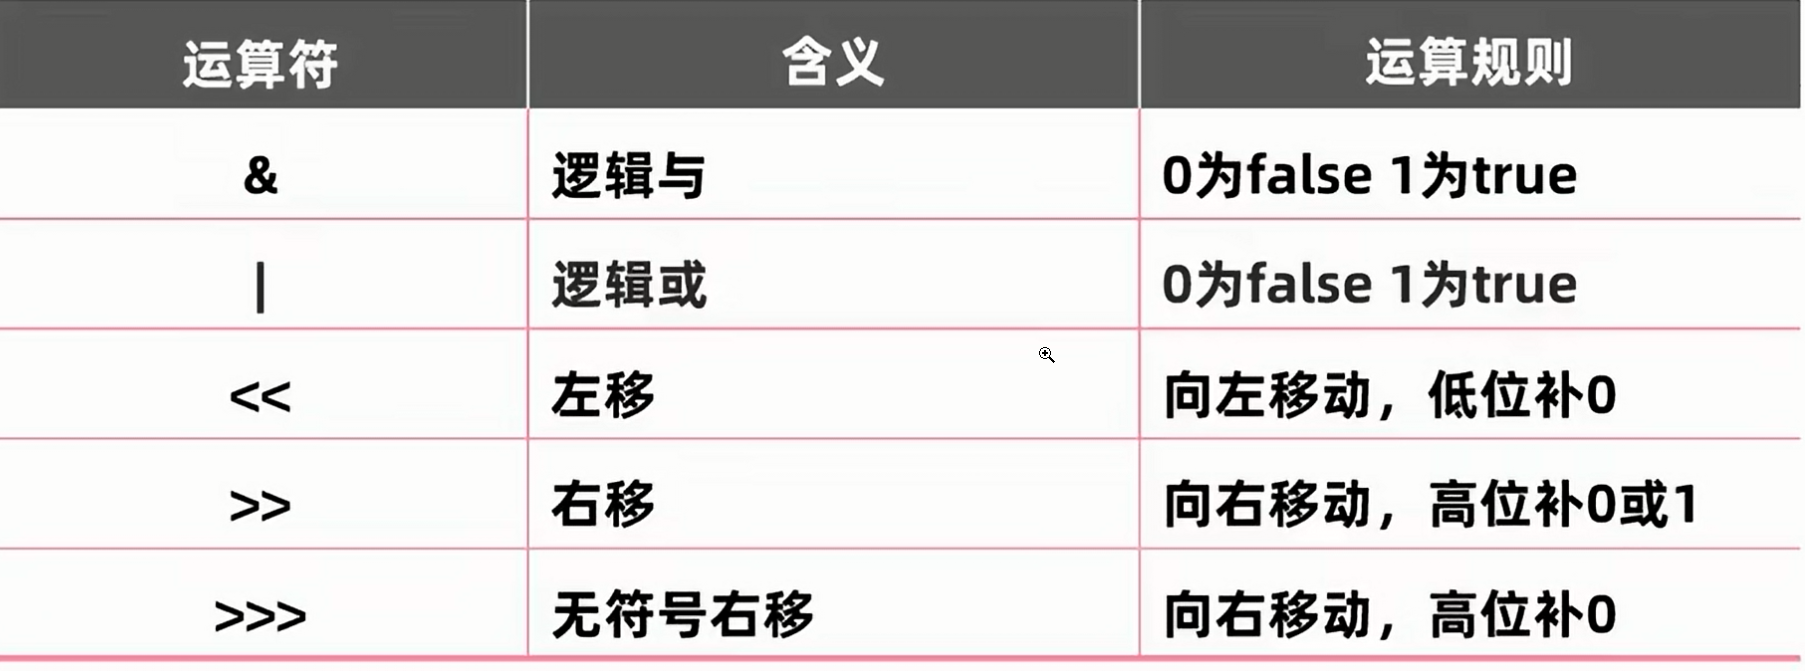 运算符 含义 运算规则
& 逻辑与 0为false 1为true
| 逻辑或 0为false 1为true
<< 左移 向左移动，低位补0
>> 右移 向右移动，高位补0或1
>>> 无符号右移 向右移动，高位补0